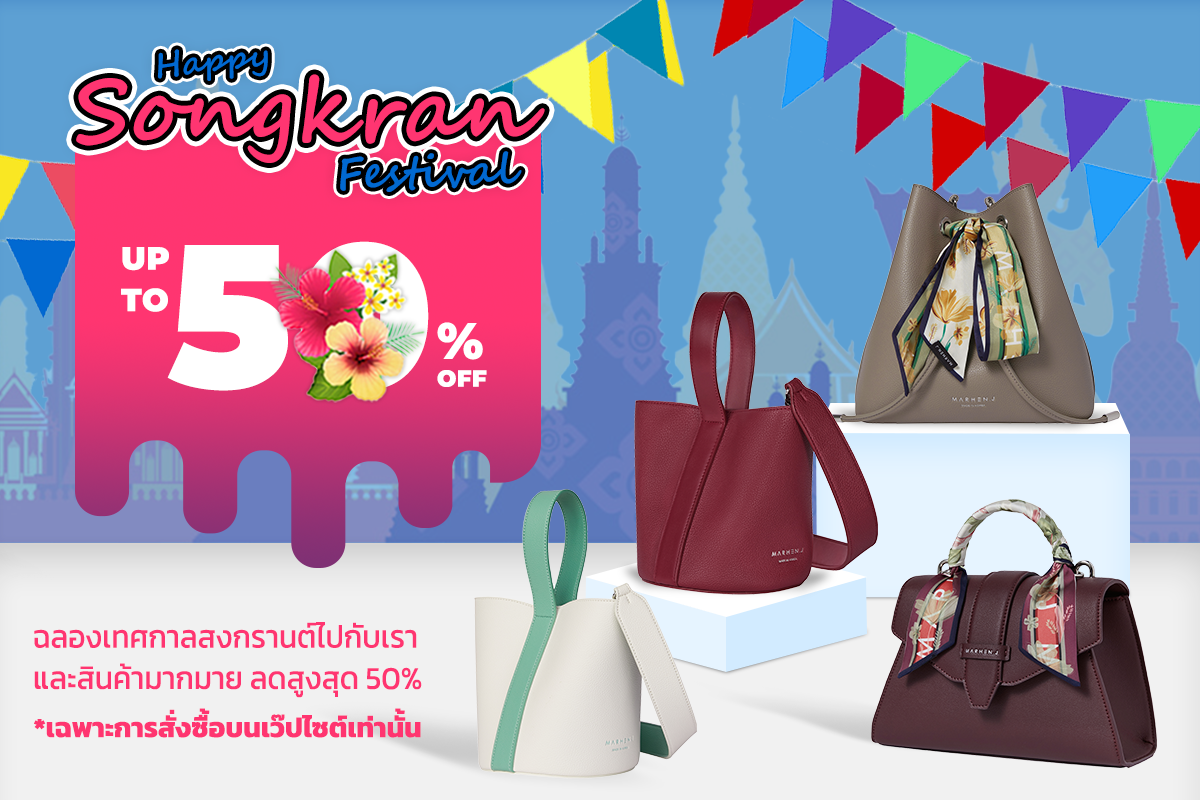 Happy
Songkran
Festival
UP
TO
50
%
OFF
MARHEN.J
MARHEN.J
MARHEN.J
MARHEN.J
ฉลองเทศกาลสงกรานต์ไปกับเรา
และสินค้ามากมาย ลดสูงสุด 50%
*เฉพาะการสั่งซื้อบนเว็ปไซต์เท่านั้น